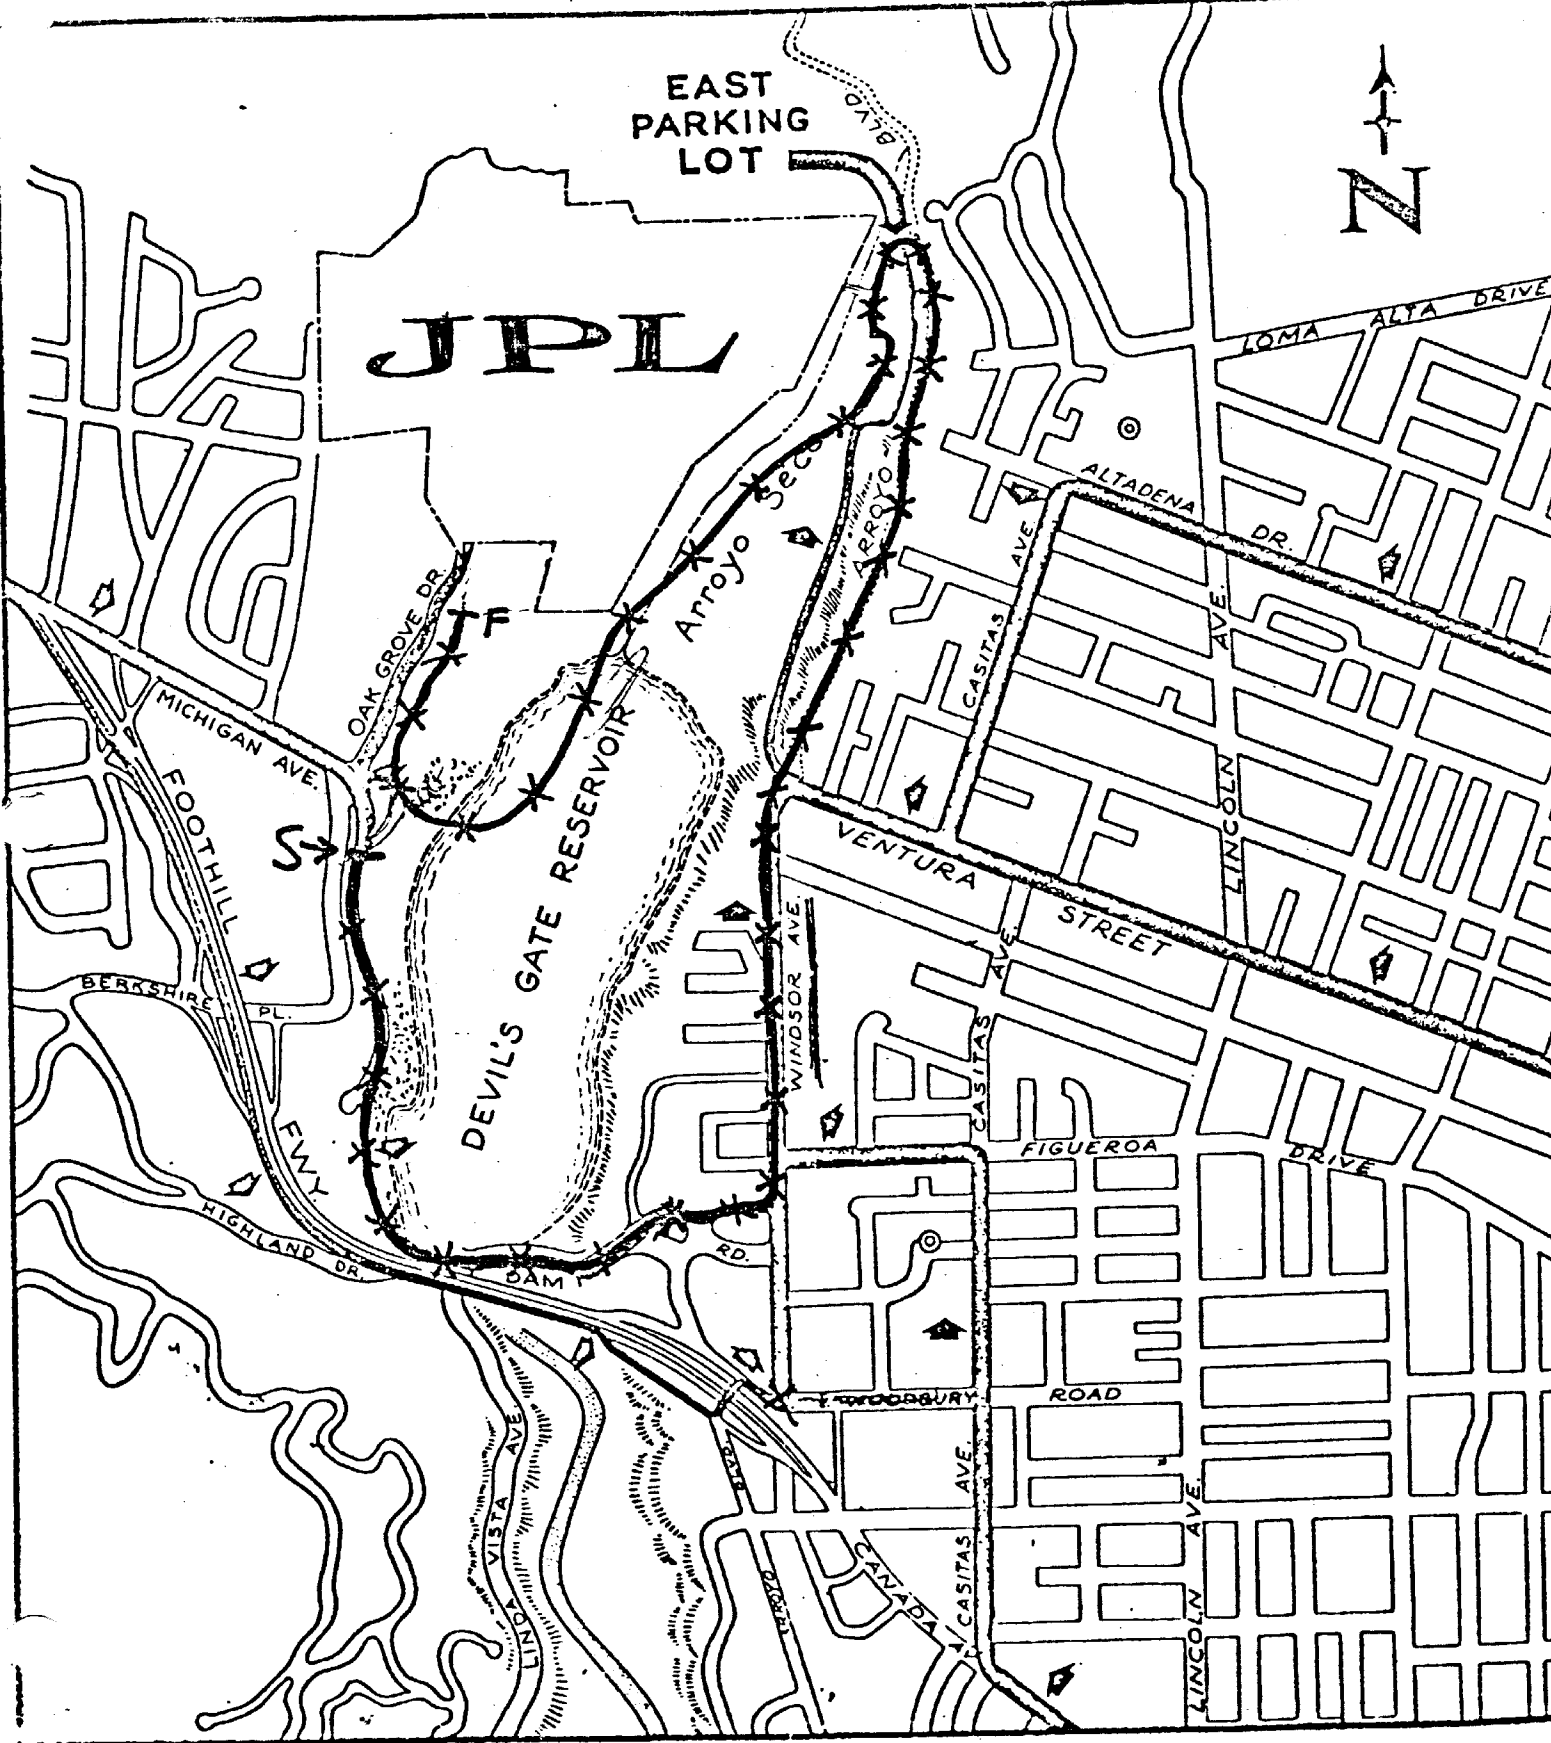 EAST
PARKING
LOT
BLVD
N
JPL
LOMA ALTA DRIVE
Arroyo Seco
ARROYO
ALTADENA DR.
CASITAS AVE.
LINCOLN AVE.
OAK GROVE DR.
F
MICHIGAN AVE.
FOOTHILL FWY
S
DEVIL'S GATE RESERVOIR
VENTURA STREET
WINDSOR AVE.
CASITAS AVE.
BERKSHIRE PL.
FIGUEROA DRIVE
HIGHLAND DR.
DAM
RD.
WOODBURY ROAD
LINDA VISTA AVE.
ARROYO BLVD
CANADA
CASITAS AVE.
LINCOLN AVE.